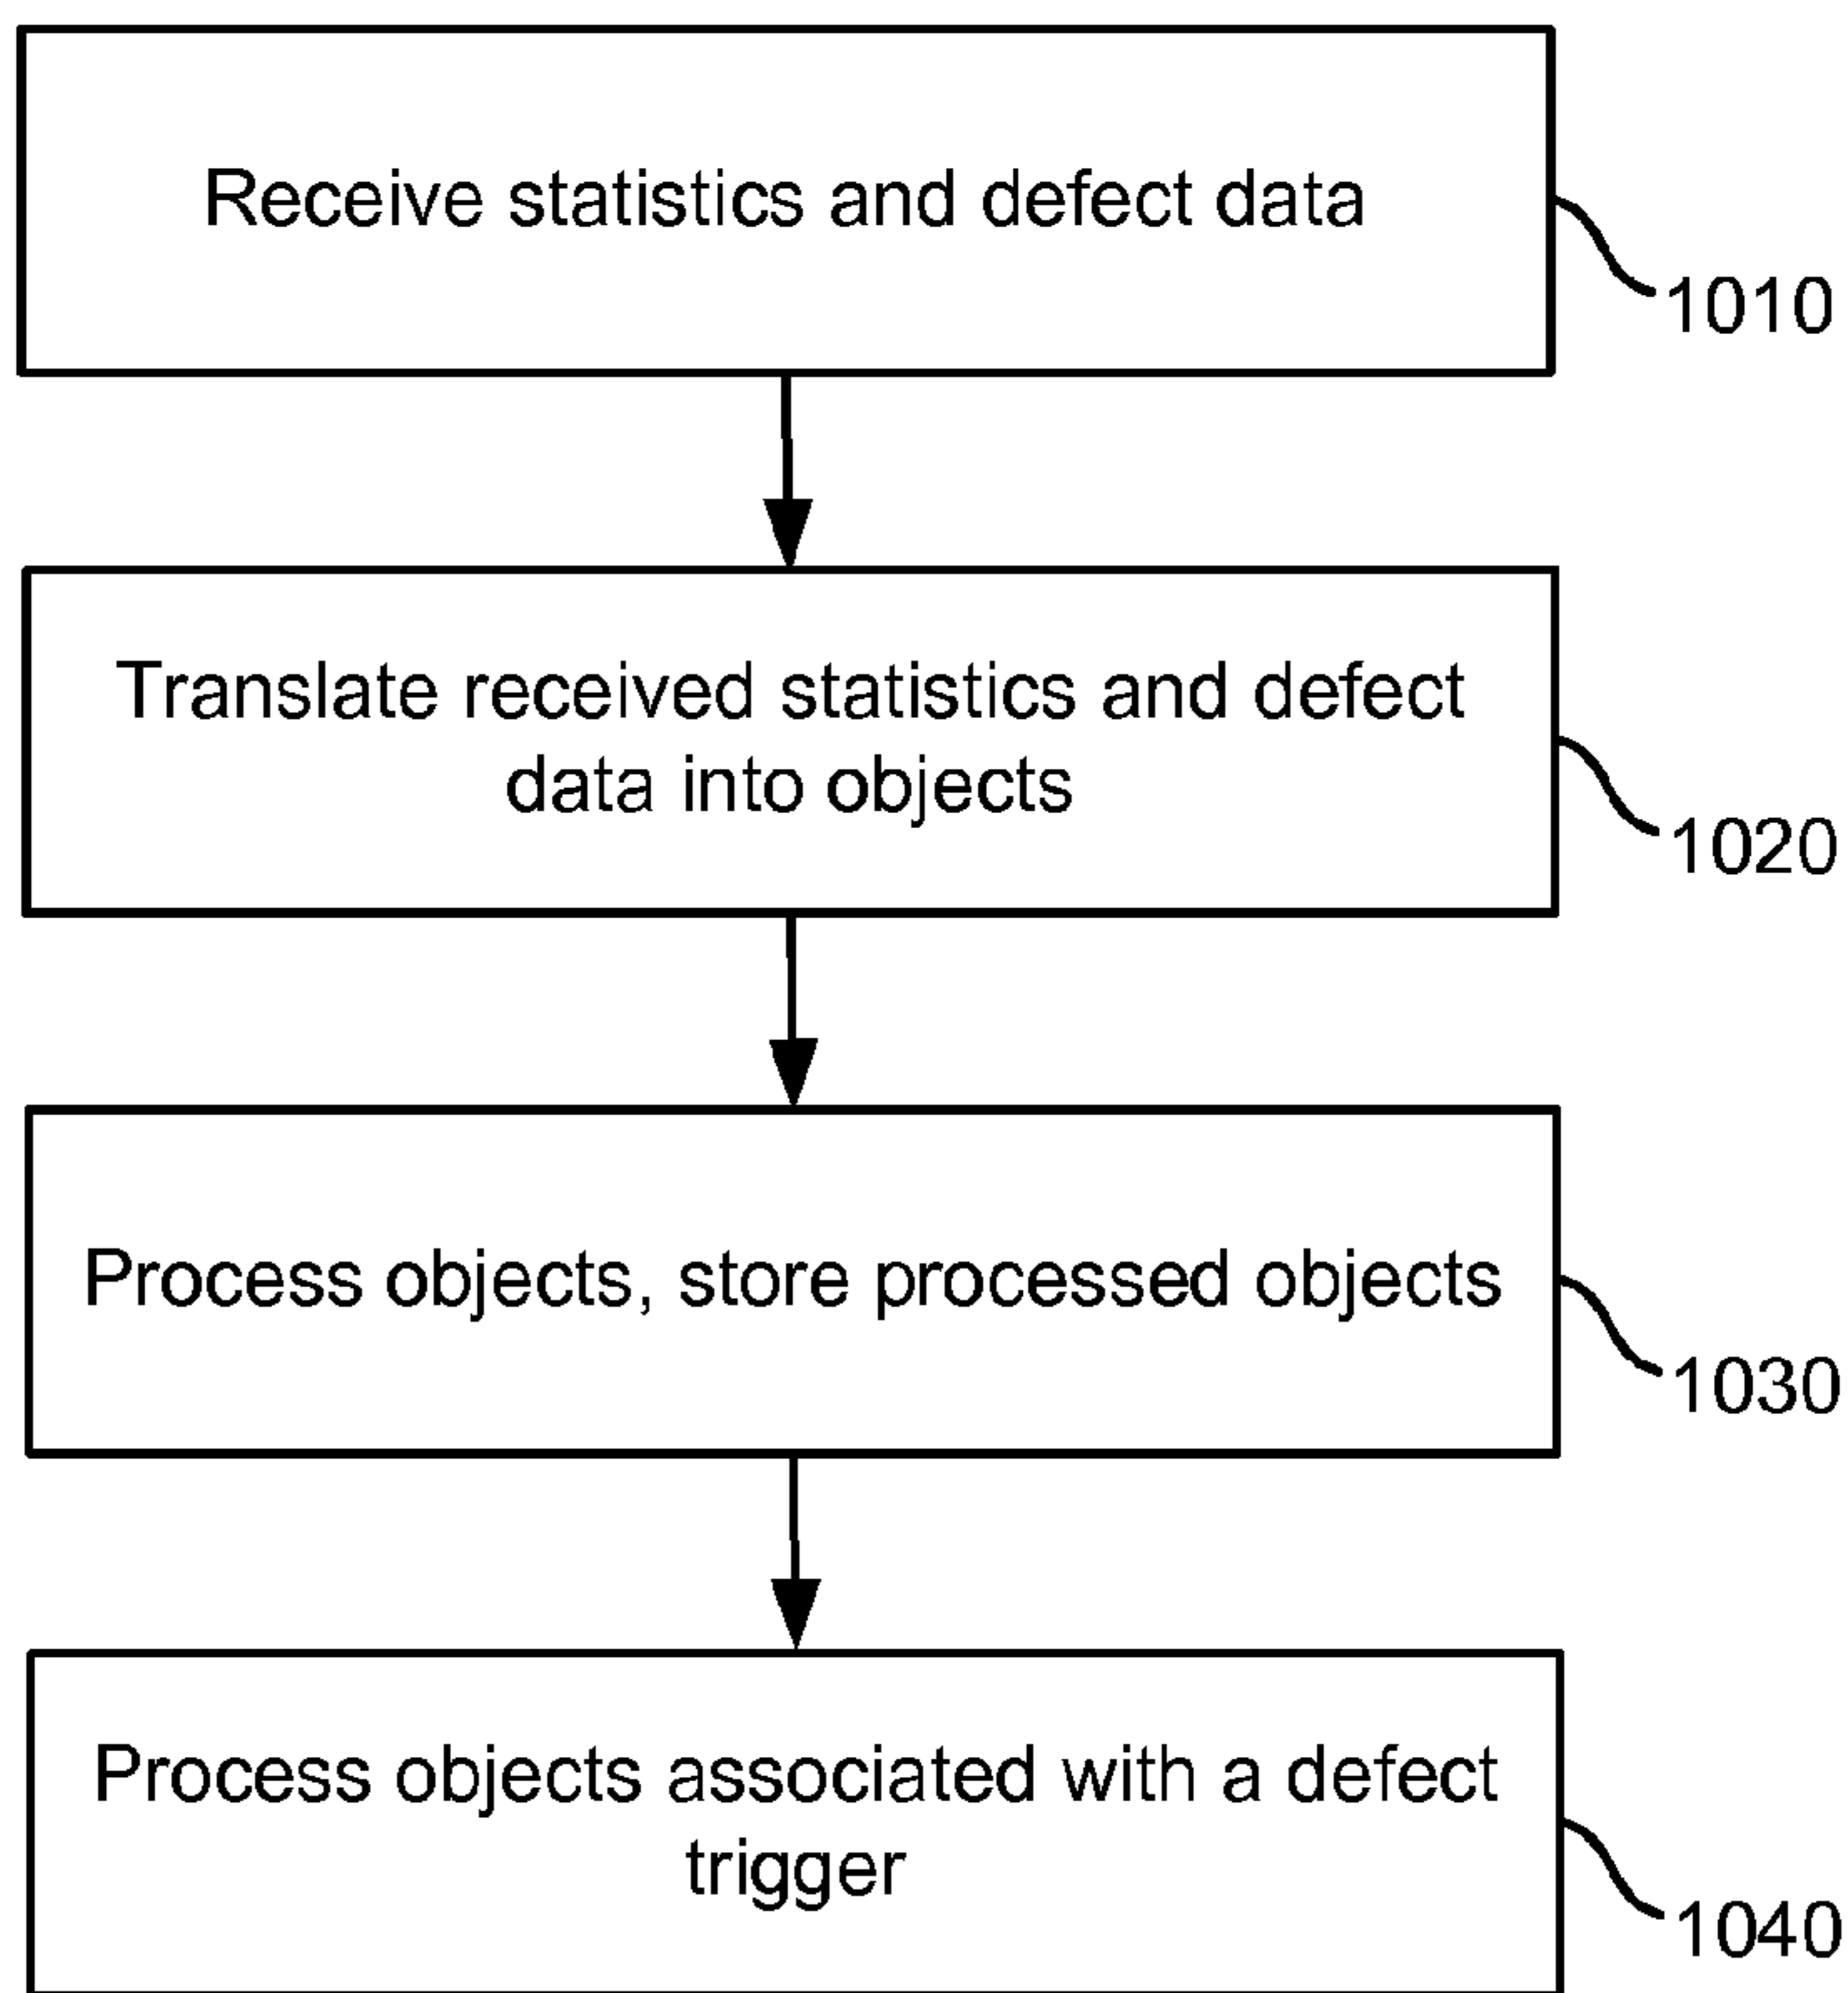 Receive statistics and defect data
1010
Translate received statistics and defect
data into objects
1020
Process objects, store processed objects
1030
Process objects associated with a defect
trigger
1040